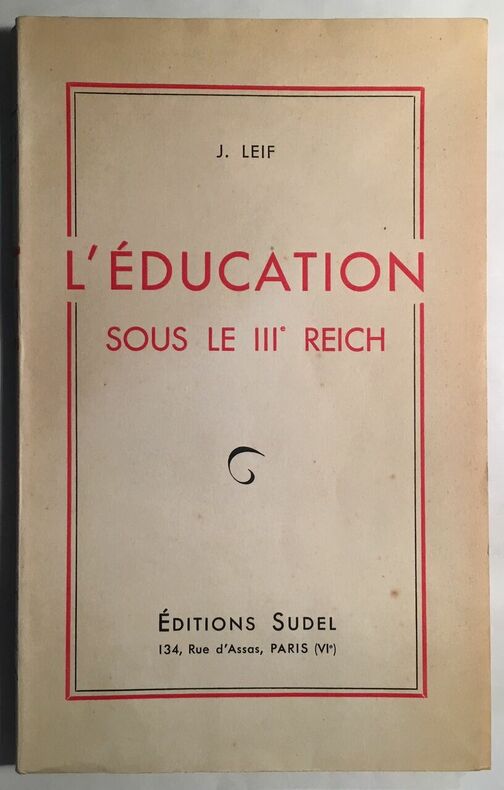 J. LEIF
L'ÉDUCATION
SOUS LE IIIᵉ REICH
ÉDITIONS SUDEL
134, Rue d'Assas, PARIS (VIᵉ)